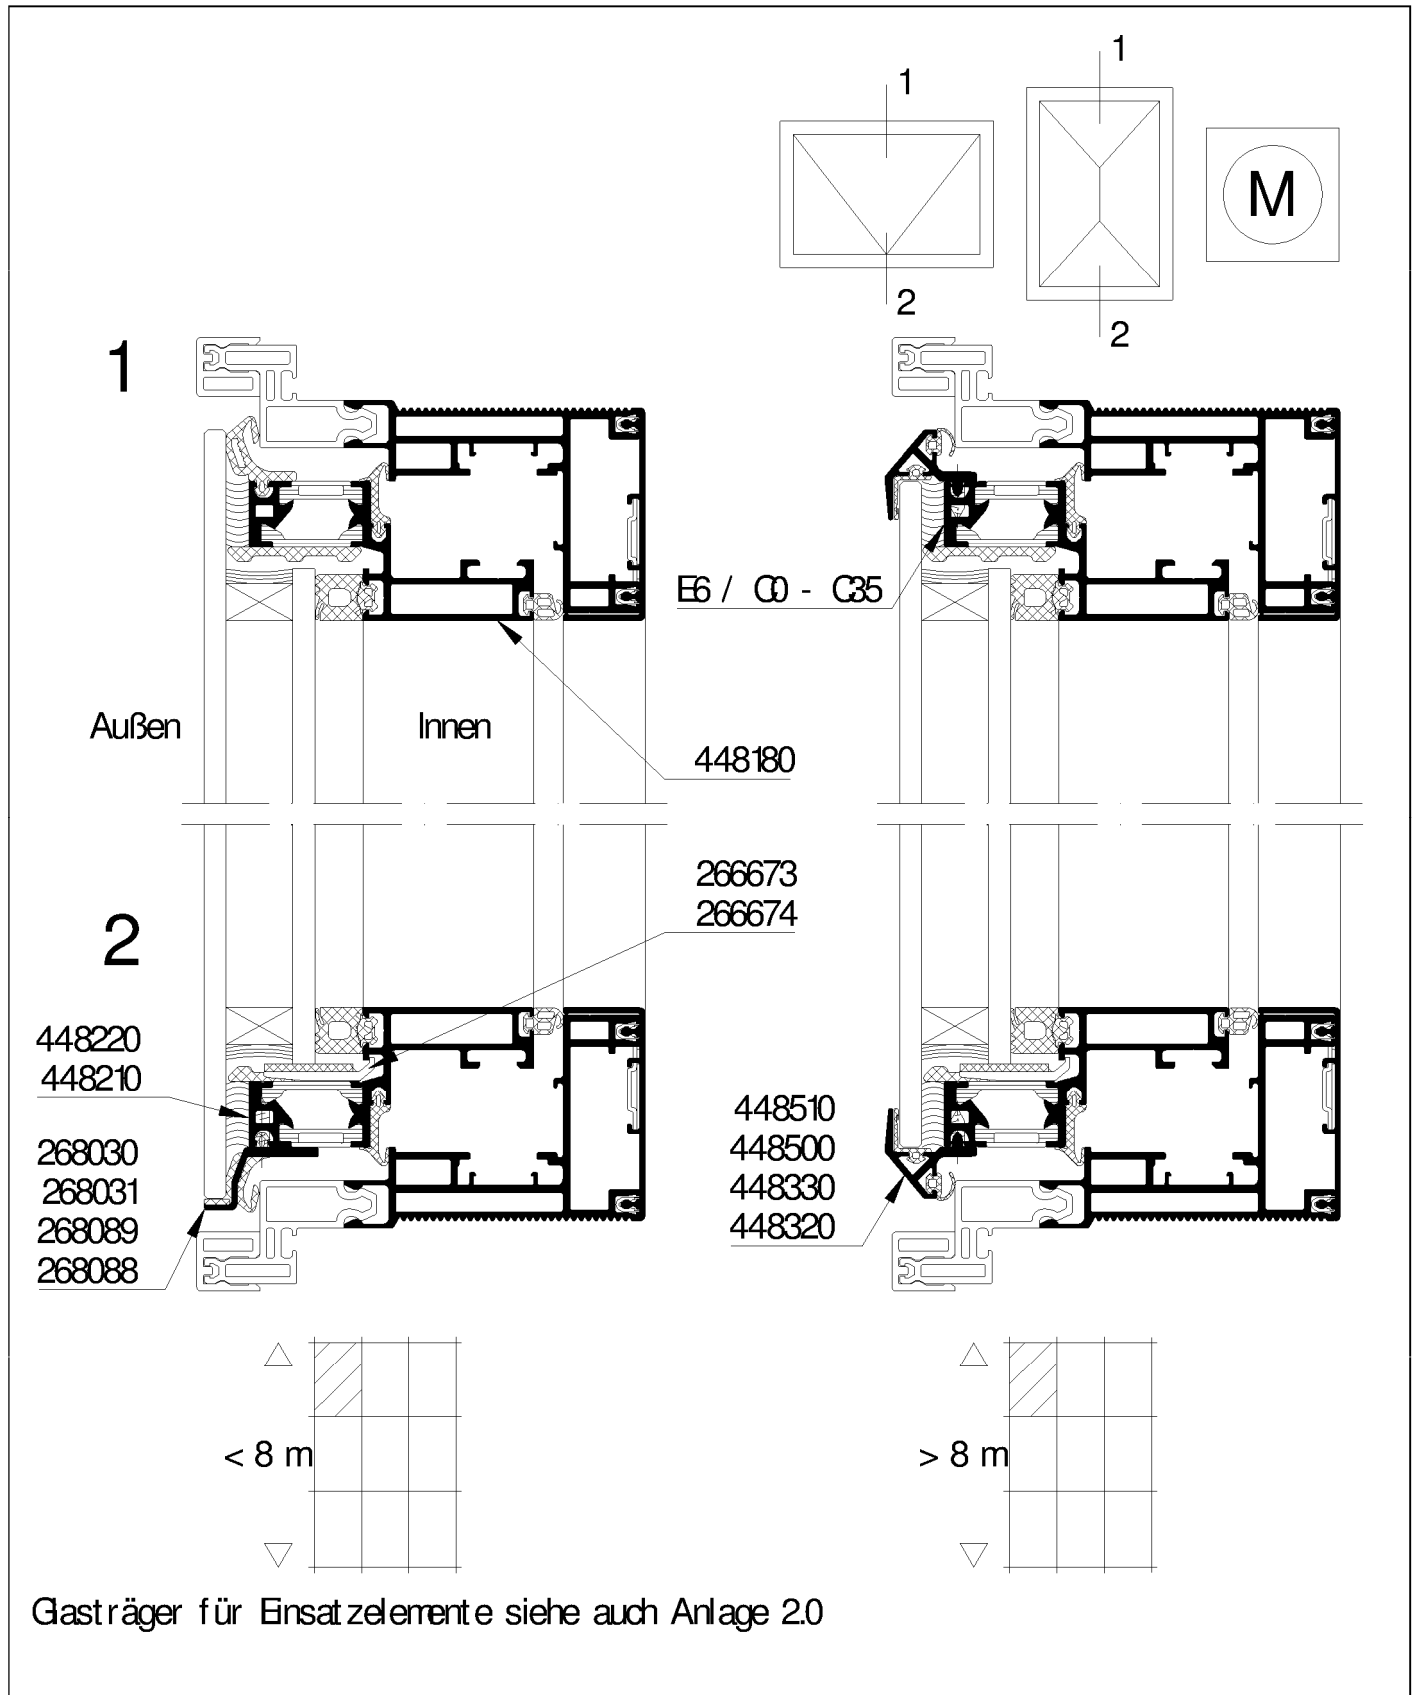 1
1
M
2
2
1
E6 / C0 - C35
Außen
Innen
448180
266673
266674
2
448220
448210
268030
268031
268089
268088
448510
448500
448330
448320
< 8 m
> 8 m
Glasträger für Einsatzelemente siehe auch Anlage 2.0